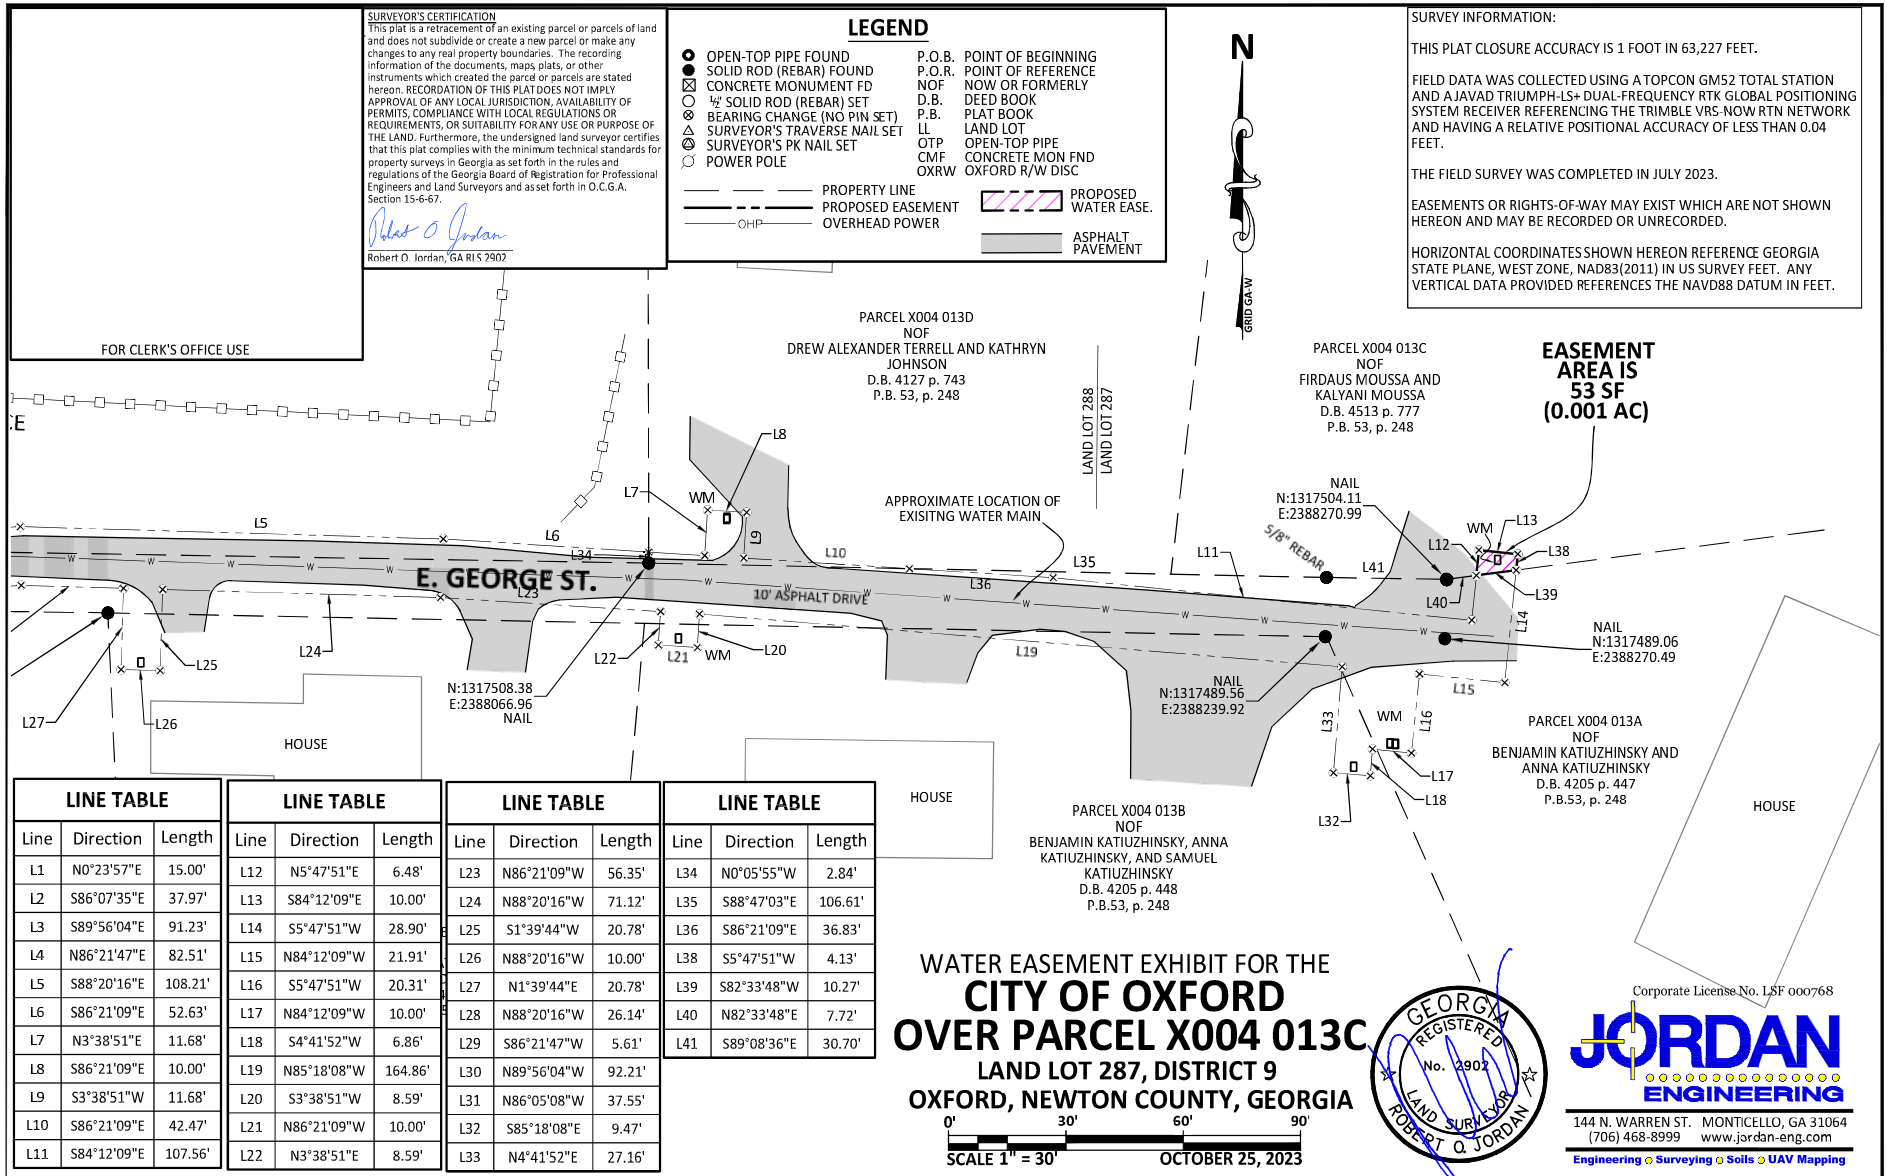 SURVEYOR'S CERTIFICATION
This plat is a retracement of an existing parcel or parcels of land
and does not subdivide or create a new parcel or make any
changes to any real property boundaries. The recording
information of the documents, maps, plats, or other
instruments which created the parcel or parcels are stated
hereon. RECORDATION OF THIS PLAT DOES NOT IMPLY
APPROVAL OF ANY LOCAL JURISDICTION, AVAILABILITY OF
PERMITS, COMPLIANCE WITH LOCAL REGULATIONS OR
REQUIREMENTS, OR SUITABILITY FOR ANY USE OR PURPOSE OF
THE LAND. Furthermore, the undersigned land surveyor certifies
that this plat complies with the minimum technical standards for
property surveys in Georgia as set forth in the rules and
regulations of the Georgia Board of Registration for Professional
Engineers and Land Surveyors and as set forth in O.C.G.A.
Section 15-6-67.
Robert O Jordan
Robert O. Jordan, GA RLS 2902
FOR CLERK'S OFFICE USE
LEGEND
OPEN-TOP PIPE FOUND
SOLID ROD (REBAR) FOUND
CONCRETE MONUMENT FD
½" SOLID ROD (REBAR) SET
BEARING CHANGE (NO PIN SET)
SURVEYOR'S TRAVERSE NAIL SET
SURVEYOR'S PK NAIL SET
POWER POLE
P.O.B. POINT OF BEGINNING
P.O.R. POINT OF REFERENCE
NOF NOW OR FORMERLY
D.B. DEED BOOK
P.B. PLAT BOOK
LL LAND LOT
OTP OPEN-TOP PIPE
CMF CONCRETE MON FND
OXRW OXFORD R/W DISC
PROPERTY LINE
PROPOSED EASEMENT
OHP OVERHEAD POWER
PROPOSED
WATER EASE.
ASPHALT
PAVEMENT
N
GRID GA-W
SURVEY INFORMATION:
THIS PLAT CLOSURE ACCURACY IS 1 FOOT IN 63,227 FEET.
FIELD DATA WAS COLLECTED USING A TOPCON GM52 TOTAL STATION
AND A JAVAD TRIUMPH-LS+ DUAL-FREQUENCY RTK GLOBAL POSITIONING
SYSTEM RECEIVER REFERENCING THE TRIMBLE VRS-NOW RTN NETWORK
AND HAVING A RELATIVE POSITIONAL ACCURACY OF LESS THAN 0.04
FEET.
THE FIELD SURVEY WAS COMPLETED IN JULY 2023.
EASEMENTS OR RIGHTS-OF-WAY MAY EXIST WHICH ARE NOT SHOWN
HEREON AND MAY BE RECORDED OR UNRECORDED.
HORIZONTAL COORDINATES SHOWN HEREON REFERENCE GEORGIA
STATE PLANE, WEST ZONE, NAD83(2011) IN US SURVEY FEET. ANY
VERTICAL DATA PROVIDED REFERENCES THE NAVD88 DATUM IN FEET.
PARCEL X004 013D
NOF
DREW ALEXANDER TERRELL AND KATHRYN
JOHNSON
D.B. 4127 p. 743
P.B. 53, p. 248
LAND LOT 288
LAND LOT 287
PARCEL X004 013C
NOF
FIRDAUS MOUSSA AND
KALYANI MOUSSA
D.B. 4513 p. 777
P.B. 53, p. 248
EASEMENT
AREA IS
53 SF
(0.001 AC)
CE
L8
L7
WM
L9
L5
L6
L34
L10
APPROXIMATE LOCATION OF
EXISITNG WATER MAIN
L35
L36
L11
5/8" REBAR
NAIL
N:1317504.11
E:2388270.99
L41
L12
WM
L13
L38
L39
L40
L14
W W W W W W W W W W W W W W W W W W
E. GEORGE ST.
L23
10' ASPHALT DRIVE
L25
L24
L26
L27
L22
L21
WM
L20
L19
N:1317508.38
E:2388066.96
NAIL
NAIL
N:1317489.56
E:2388239.92
NAIL
N:1317489.06
E:2388270.49
L15
L33
WM
L16
L17
L18
L32
HOUSE
HOUSE
HOUSE
PARCEL X004 013A
NOF
BENJAMIN KATIUZHINSKY AND
ANNA KATIUZHINSKY
D.B. 4205 p. 447
P.B.53, p. 248
PARCEL X004 013B
NOF
BENJAMIN KATIUZHINSKY, ANNA
KATIUZHINSKY, AND SAMUEL
KATIUZHINSKY
D.B. 4205 p. 448
P.B.53, p. 248
LINE TABLE
Line Direction Length
L1 N0°23'57"E 15.00'
L2 S86°07'35"E 37.97'
L3 S89°56'04"E 91.23'
L4 N86°21'47"E 82.51'
L5 S88°20'16"E 108.21'
L6 S86°21'09"E 52.63'
L7 N3°38'51"E 11.68'
L8 S86°21'09"E 10.00'
L9 S3°38'51"W 11.68'
L10 S86°21'09"E 42.47'
L11 S84°12'09"E 107.56'
LINE TABLE
Line Direction Length
L12 N5°47'51"E 6.48'
L13 S84°12'09"E 10.00'
L14 S5°47'51"W 28.90'
L15 N84°12'09"W 21.91'
L16 S5°47'51"W 20.31'
L17 N84°12'09"W 10.00'
L18 S4°41'52"W 6.86'
L19 N85°18'08"W 164.86'
L20 S3°38'51"W 8.59'
L21 N86°21'09"W 10.00'
L22 N3°38'51"E 8.59'
LINE TABLE
Line Direction Length
L23 N86°21'09"W 56.35'
L24 N88°20'16"W 71.12'
L25 S1°39'44"W 20.78'
L26 N88°20'16"W 10.00'
L27 N1°39'44"E 20.78'
L28 N88°20'16"W 26.14'
L29 S86°21'47"W 5.61'
L30 N89°56'04"W 92.21'
L31 N86°05'08"W 37.55'
L32 S85°18'08"E 9.47'
L33 N4°41'52"E 27.16'
LINE TABLE
Line Direction Length
L34 N0°05'55"W 2.84'
L35 S88°47'03"E 106.61'
L36 S86°21'09"E 36.83'
L38 S5°47'51"W 4.13'
L39 S82°33'48"W 10.27'
L40 N82°33'48"E 7.72'
L41 S89°08'36"E 30.70'
WATER EASEMENT EXHIBIT FOR THE
CITY OF OXFORD
OVER PARCEL X004 013C
LAND LOT 287, DISTRICT 9
OXFORD, NEWTON COUNTY, GEORGIA
0' 30' 60' 90'
SCALE 1" = 30' OCTOBER 25, 2023
GEORGIA
REGISTERED
No. 2902
LAND SURVEYOR
ROBERT O. JORDAN
Corporate License No. LSF 000768
JORDAN
ENGINEERING
144 N. WARREN ST. MONTICELLO, GA 31064
(706) 468-8999 www.jordan-eng.com
Engineering Surveying Soils UAV Mapping